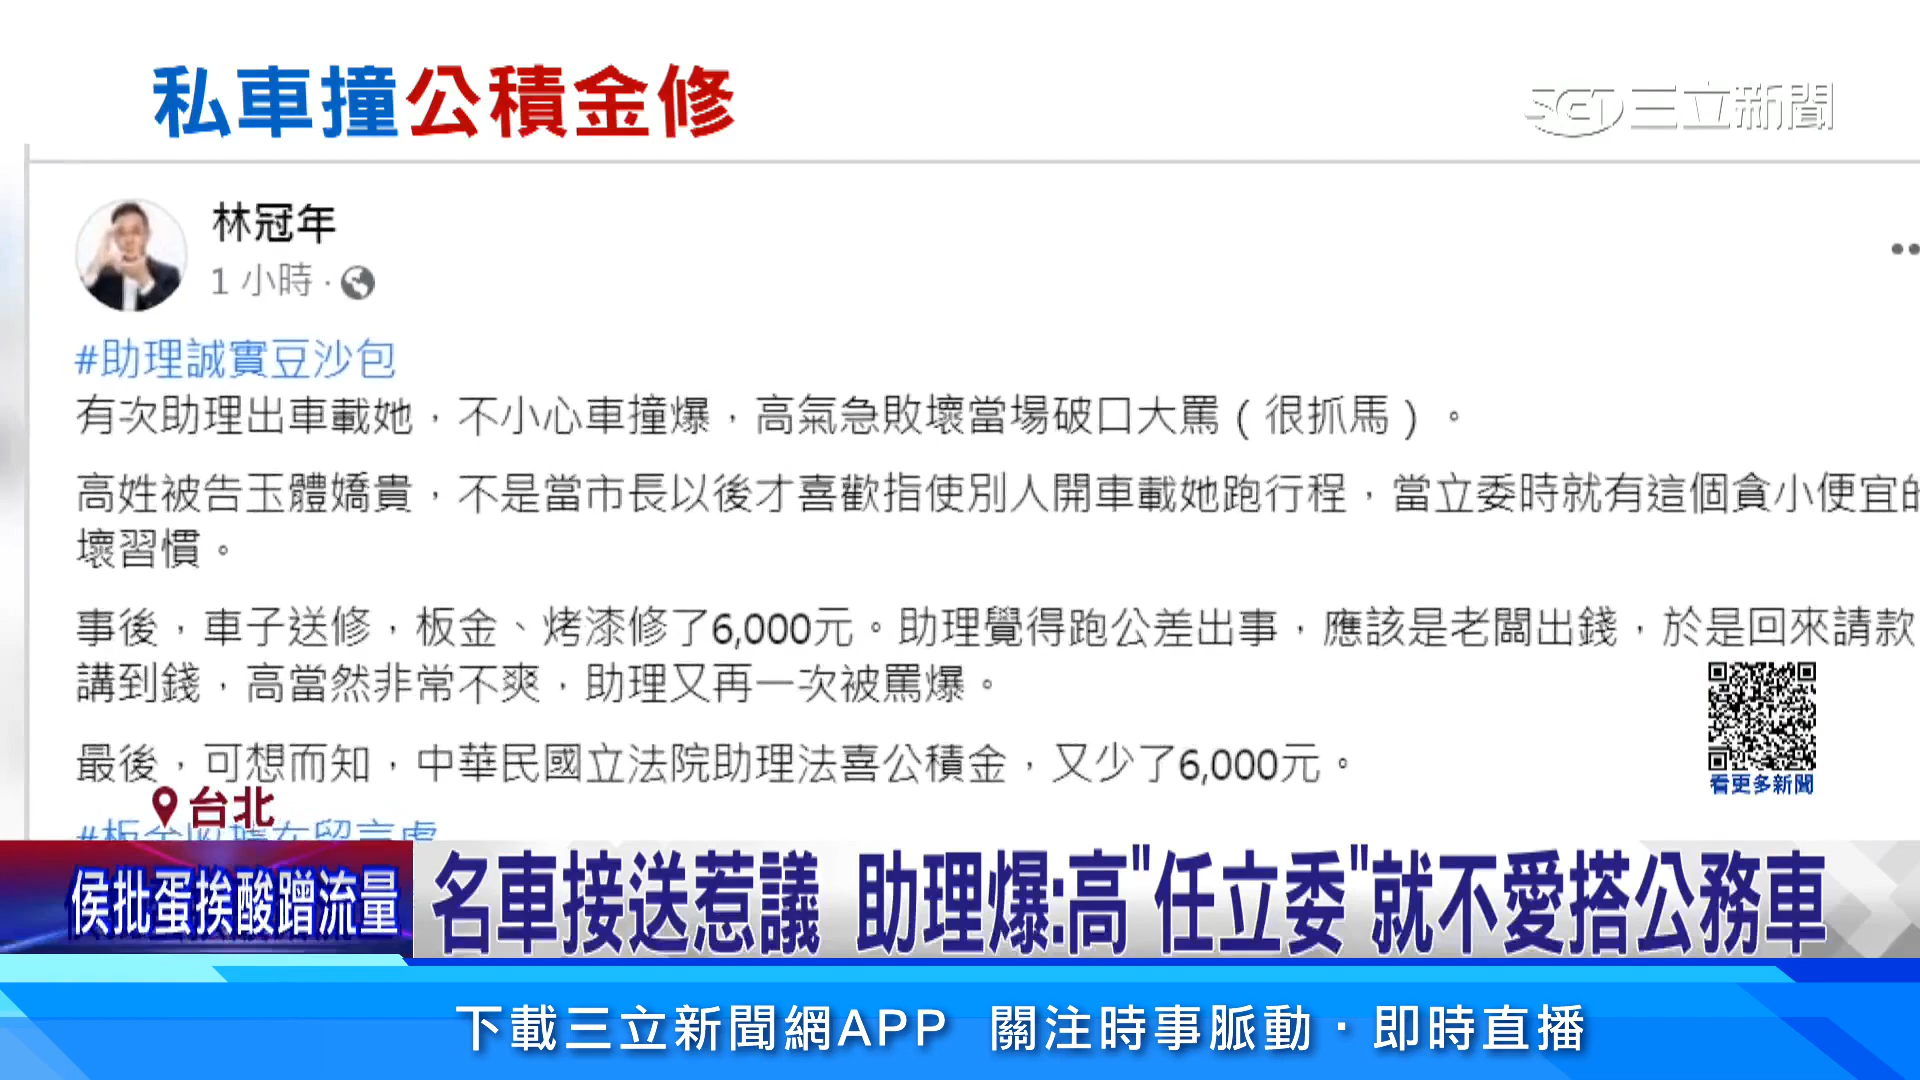 私車撞公積金修
SET三立新聞
林冠年
1 小時
#助理誠實豆沙包
有次助理出車載她，不小心車撞爆，高氣急敗壞當場破口大罵（很抓馬）。
高姓被告玉體嬌貴，不是當市長以後才喜歡指使別人開車載她跑行程，當立委時就有這個貪小便宜的
壞習慣。
事後，車子送修，板金、烤漆修了6,000元。助理覺得跑公差出事，應該是老闆出錢，於是回來請款
講到錢，高當然非常不爽，助理又再一次被罵爆。
最後，可想而知，中華民國立法院助理法喜公積金，又少了6,000元。
看更多新聞
台北
侯批蛋挨酸蹭流量
名車接送惹議 助理爆:高"任立委"就不愛搭公務車
下載三立新聞網APP 關注時事脈動·即時直播